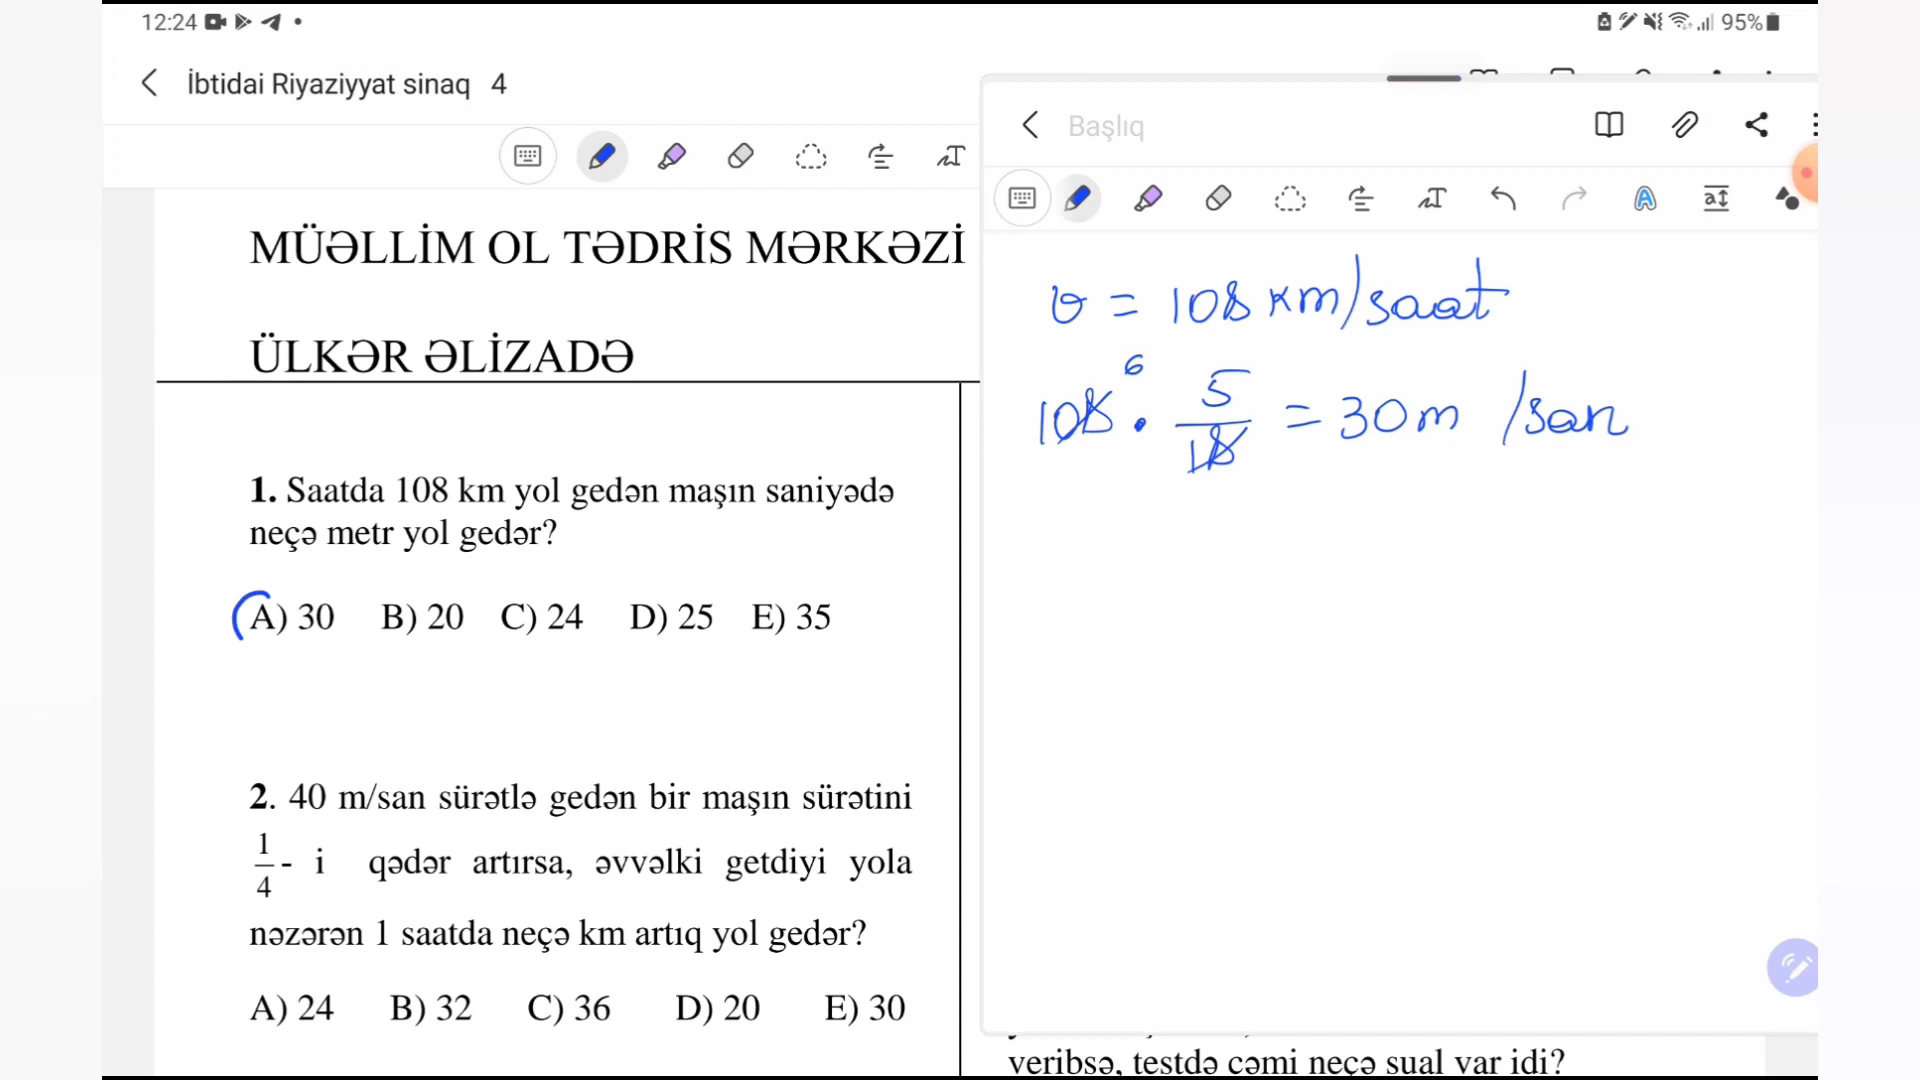 12:24
95%
İbtidai Riyaziyyat sinaq 4
Başlıq
MÜƏLLİM OL TƏDRİS MƏRKƏZİ
ÜLKƏR ƏLİZADƏ
1. Saatda 108 km yol gedən maşın saniyədə
neçə metr yol gedər?
A) 30 B) 20 C) 24 D) 25 E) 35
2. 40 m/san sürətlə gedən bir maşın sürətini
1/4 - i qədər artırsa, əvvəlki getdiyi yola
nəzərən 1 saatda neçə km artıq yol gedər?
A) 24 B) 32 C) 36 D) 20 E) 30
υ = 108 km/saat
6
108 · 5/18 = 30 m /san
veribsə, testdə cəmi neçə sual var idi?